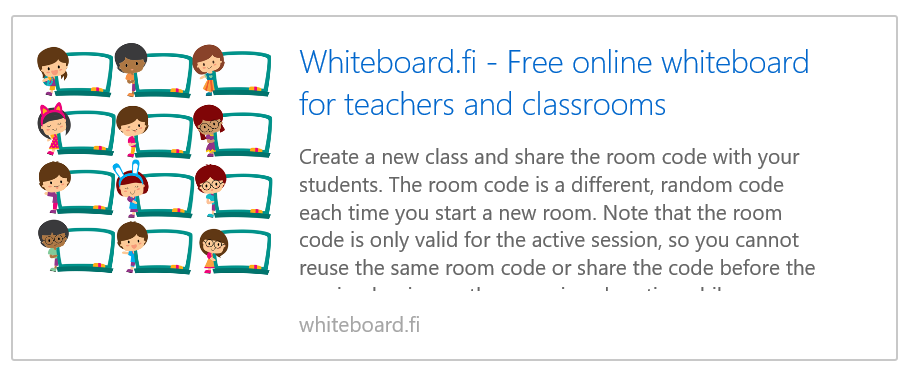 Whiteboard.fi - Free online whiteboard
for teachers and classrooms
Create a new class and share the room code with your
students. The room code is a different, random code
each time you start a new room. Note that the room
code is only valid for the active session, so you cannot
reuse the same room code or share the code before the
whiteboard.fi